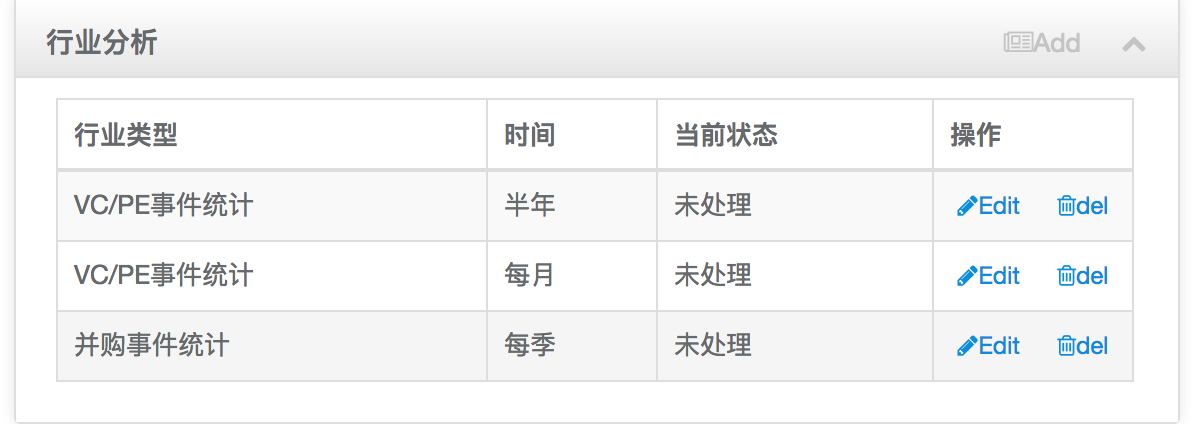 行业分析 Add
行业类型 时间 当前状态 操作
VC/PE事件统计 半年 未处理 Edit del
VC/PE事件统计 每月 未处理 Edit del
并购事件统计 每季 未处理 Edit del